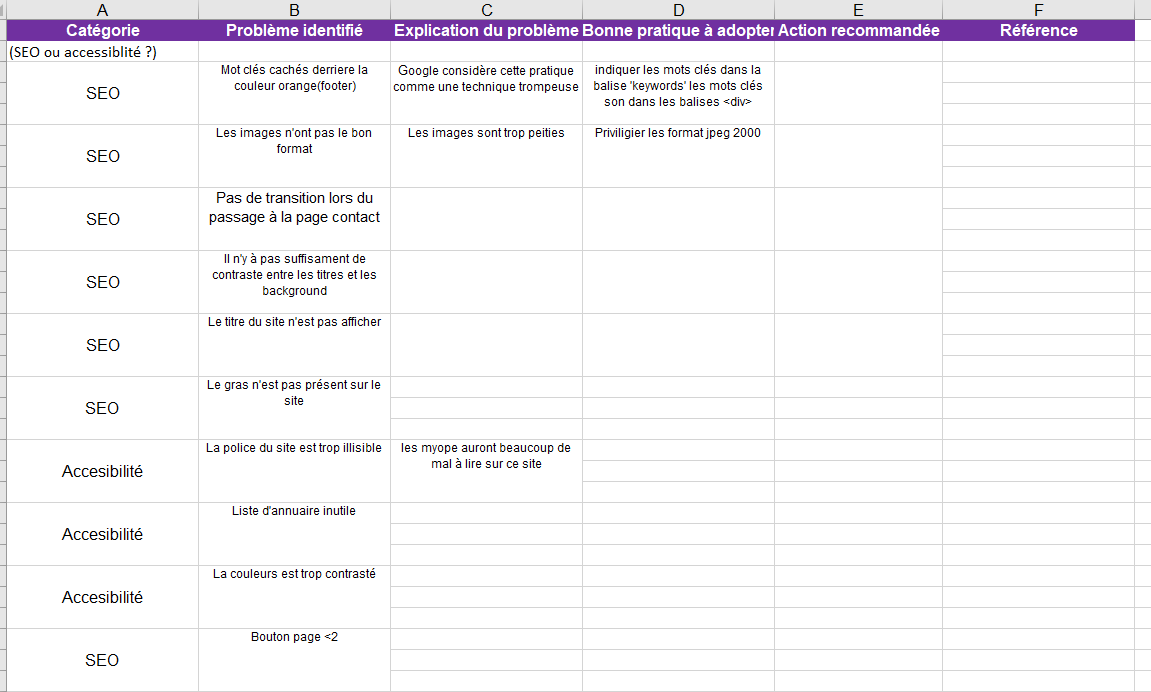 A B C D E F
Catégorie Problème identifié Explication du problème Bonne pratique à adopter Action recommandée Référence
(SEO ou accessiblité ?)
SEO
Mot clés cachés derriere la
couleur orange(footer)
Google considère cette pratique
comme une technique trompeuse
indiquer les mots clés dans la
balise 'keywords' les mots clés
son dans les balises <div>
SEO
Les images n'ont pas le bon
format
Les images sont trop peities
Priviligier les format jpeg 2000
SEO
Pas de transition lors du
passage à la page contact
SEO
Il n'y à pas suffisament de
contraste entre les titres et les
background
SEO
Le titre du site n'est pas afficher
SEO
Le gras n'est pas présent sur le
site
Accesibilité
La police du site est trop illisible
les myope auront beaucoup de
mal à lire sur ce site
Accesibilité
Liste d'annuaire inutile
Accesibilité
La couleurs est trop contrasté
SEO
Bouton page <2